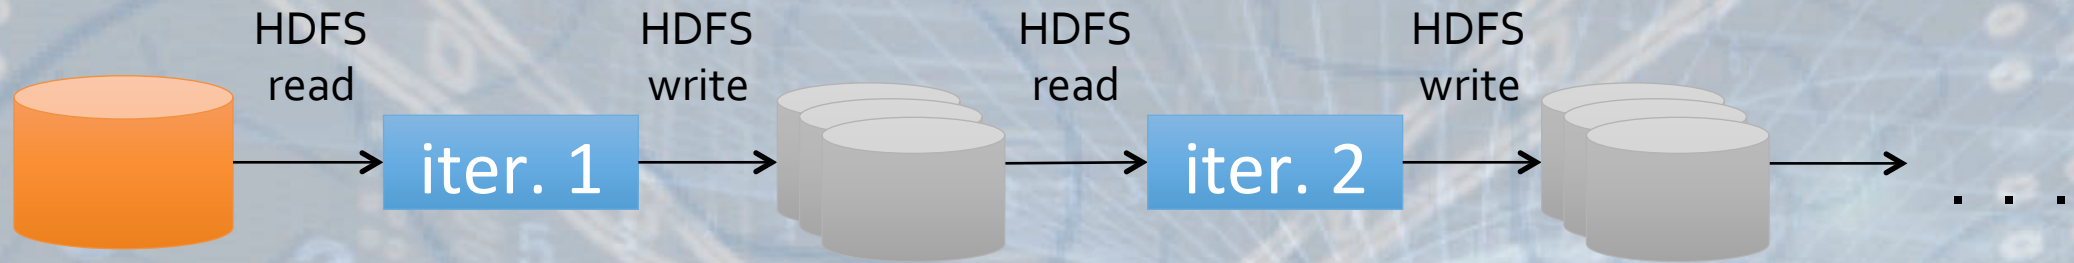 HDFS
read
HDFS
write
HDFS
read
HDFS
write
iter. 1
iter. 2
. . .